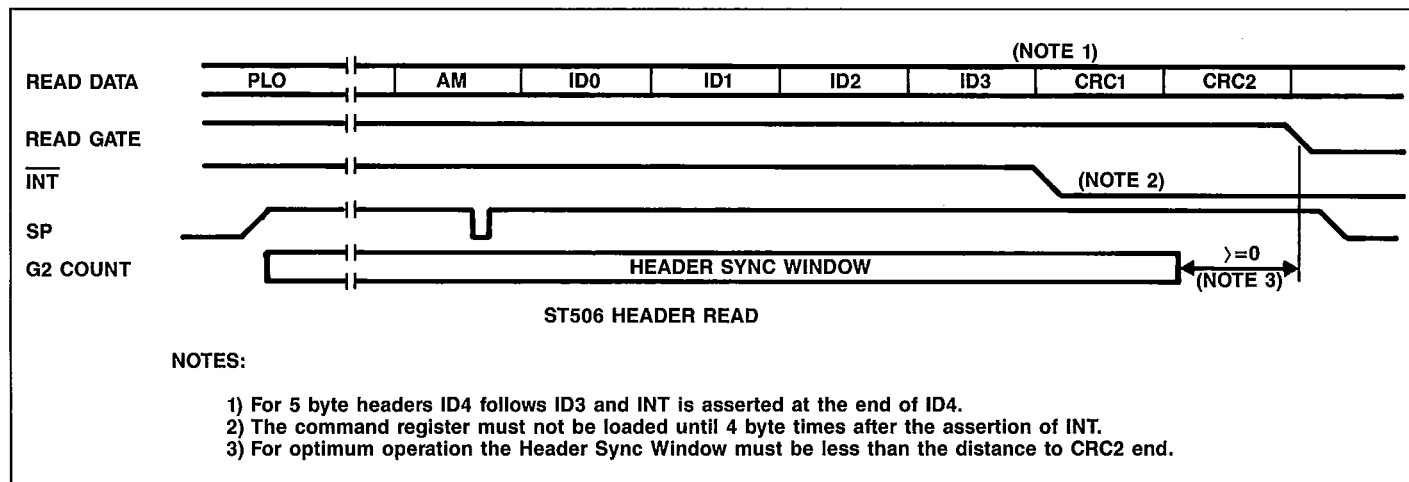 (NOTE 1)
READ DATA PLO AM ID0 ID1 ID2 ID3 CRC1 CRC2
READ GATE
INT (NOTE 2)
SP
G2 COUNT HEADER SYNC WINDOW >=0
(NOTE 3)
ST506 HEADER READ
NOTES:
1) For 5 byte headers ID4 follows ID3 and INT is asserted at the end of ID4.
2) The command register must not be loaded until 4 byte times after the assertion of INT.
3) For optimum operation the Header Sync Window must be less than the distance to CRC2 end.